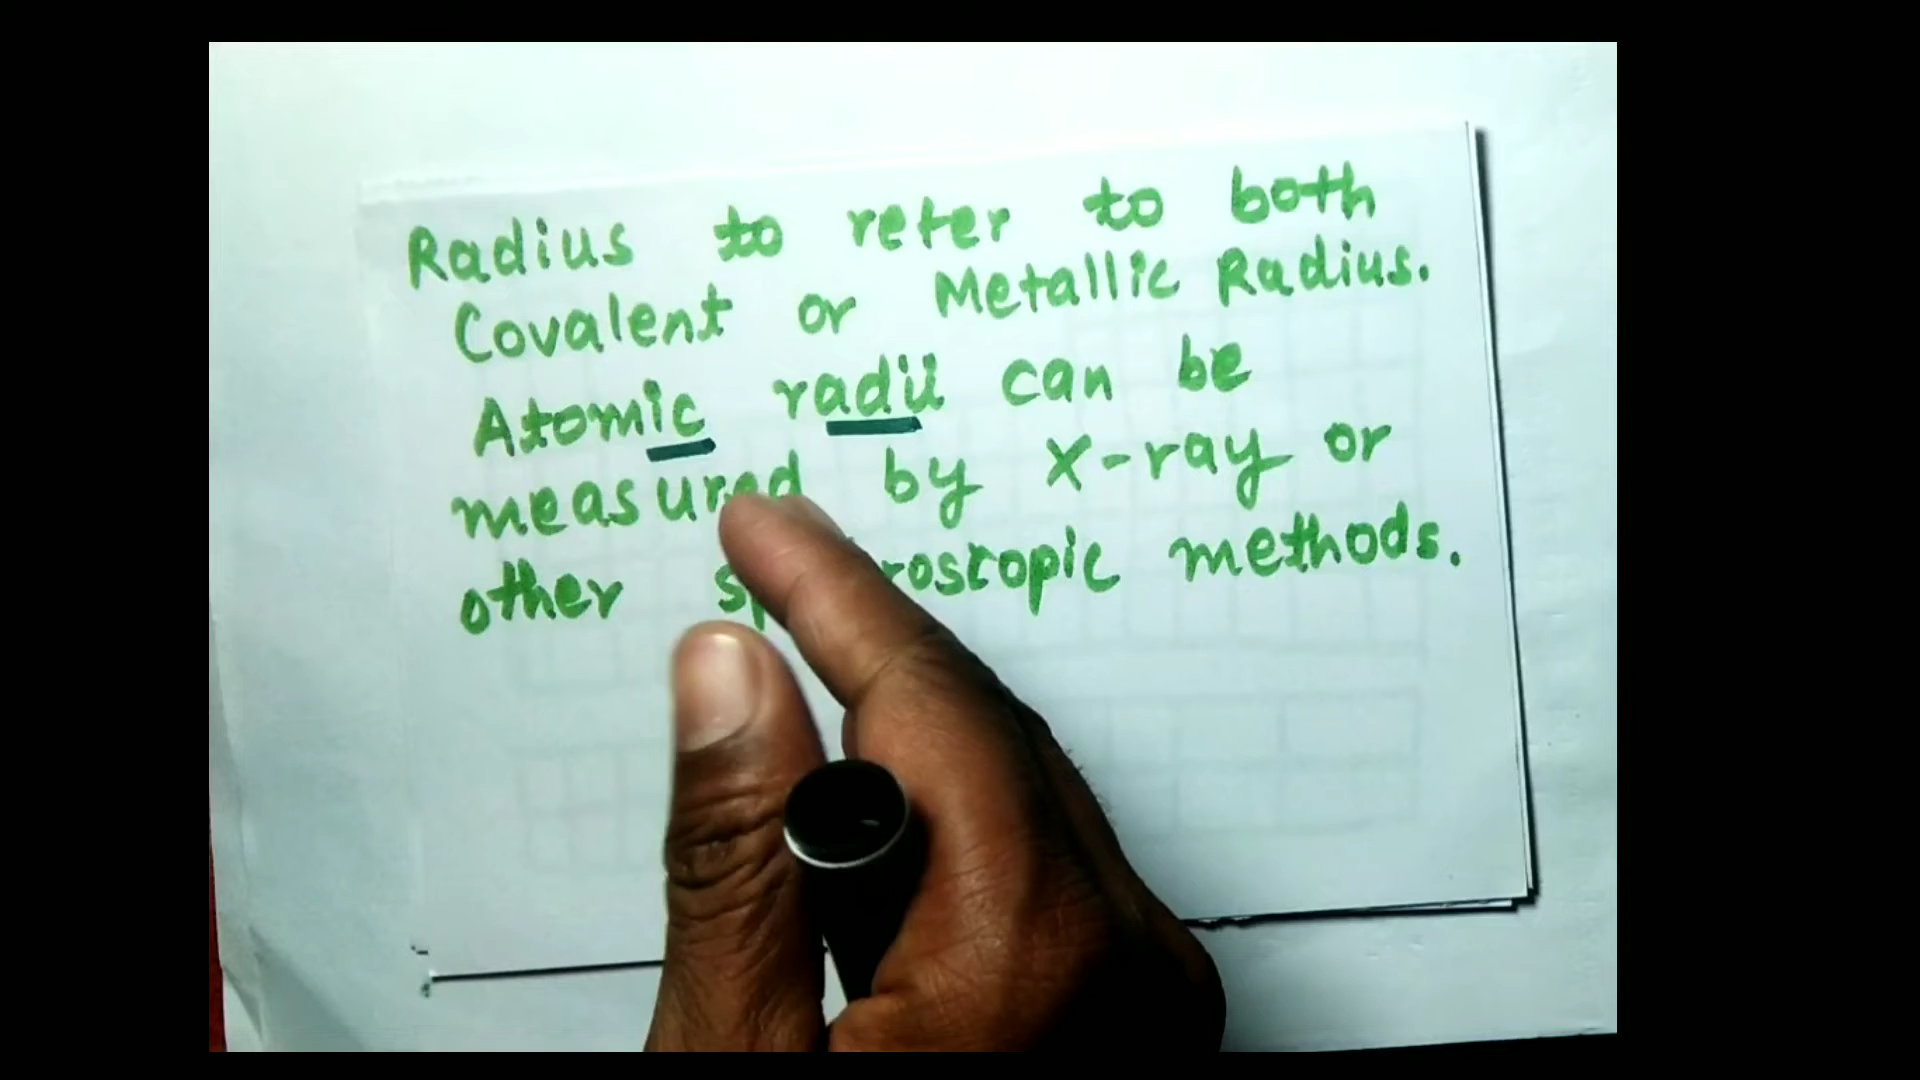 Radius to refer to both
Covalent or Metallic Radius.
Atomic radii can be
measured by X-ray or
other methods.